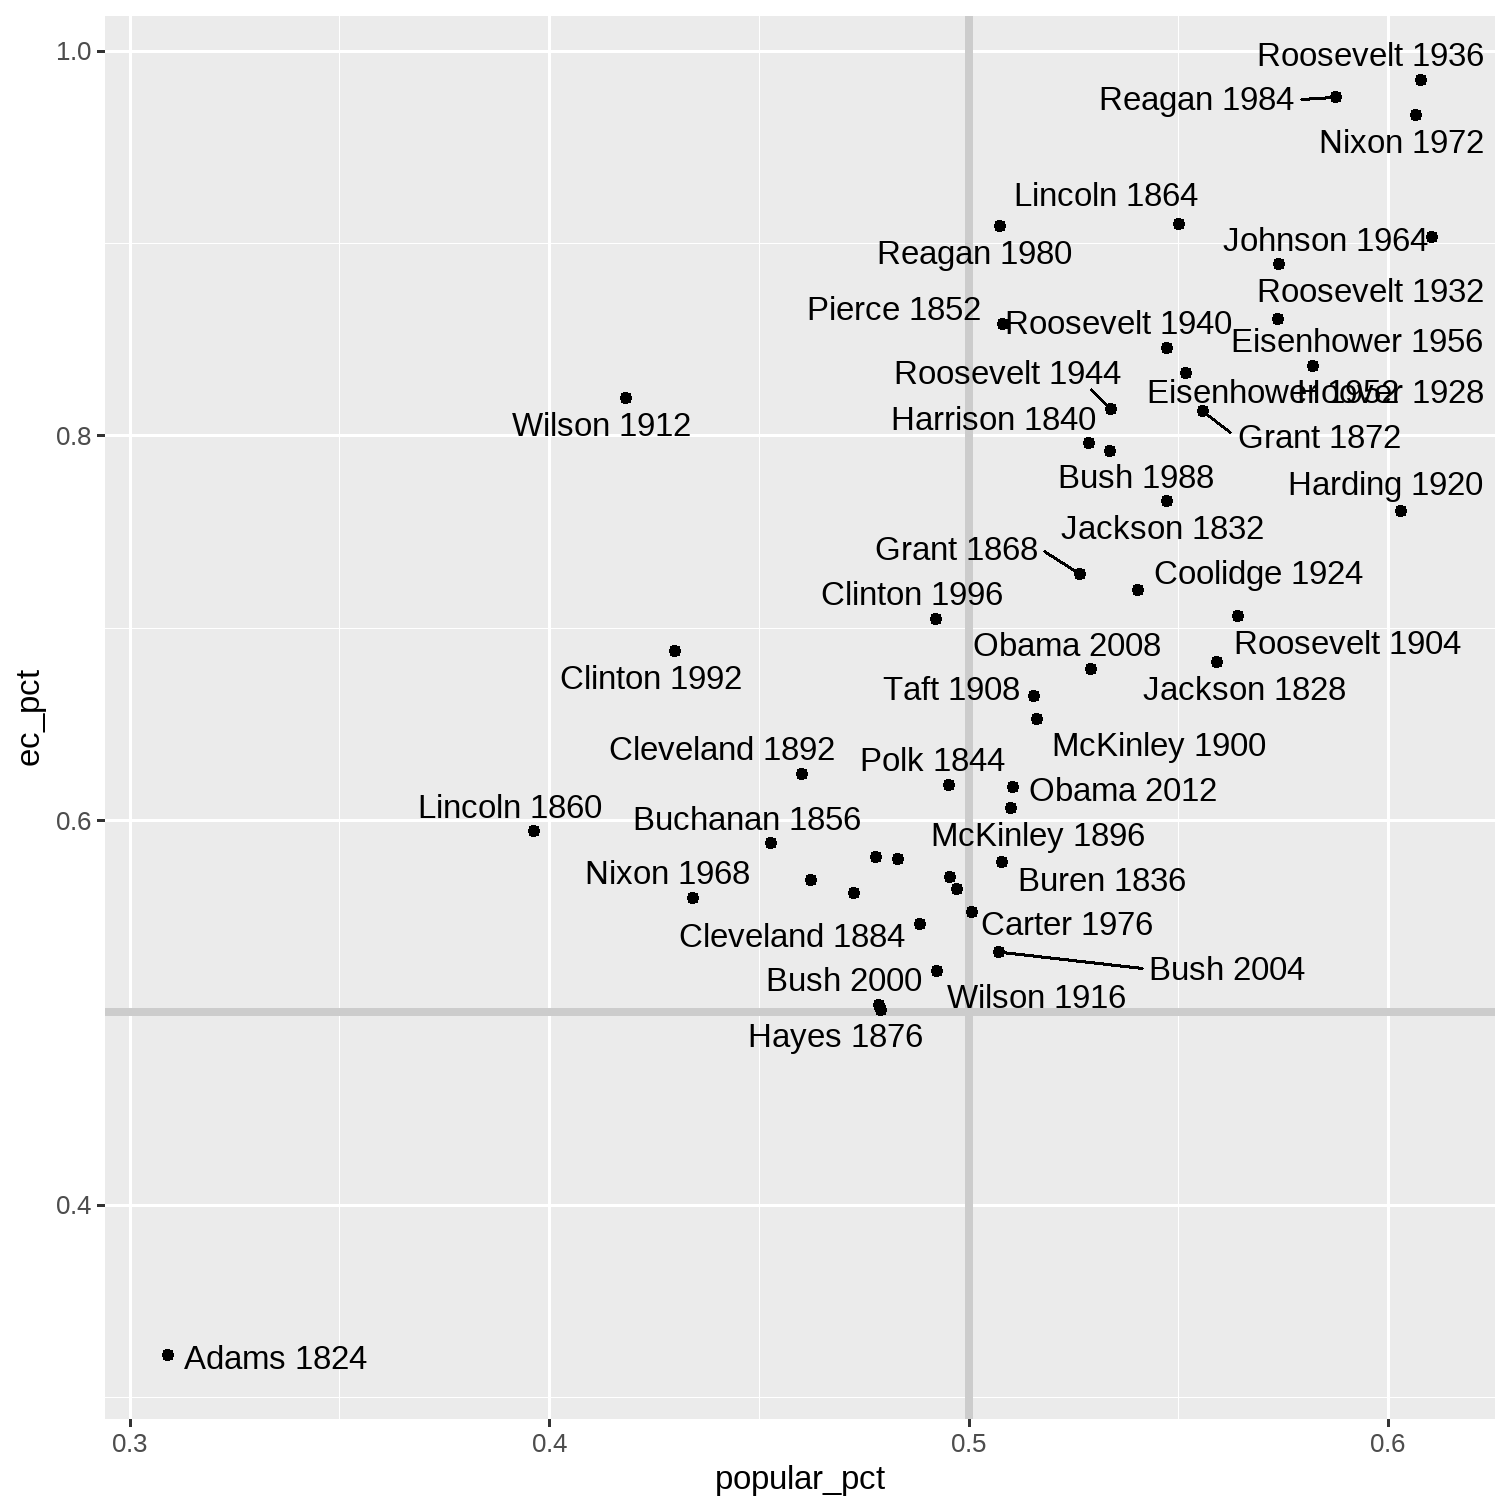 1.0
Roosevelt 1936
Reagan 1984
Nixon 1972
Lincoln 1864
Johnson 1964
Reagan 1980
Roosevelt 1932
Pierce 1852
Roosevelt 1940
Eisenhower 1956
Roosevelt 1944
Eisenhower 1952
Hoover 1928
Harrison 1840
Wilson 1912
0.8
Grant 1872
Bush 1988
Harding 1920
Jackson 1832
Grant 1868
Coolidge 1924
Clinton 1996
Obama 2008
Roosevelt 1904
Clinton 1992
Taft 1908
Jackson 1828
ec_pct
Cleveland 1892
McKinley 1900
Polk 1844
Obama 2012
Lincoln 1860
Buchanan 1856
0.6
McKinley 1896
Nixon 1968
Buren 1836
Carter 1976
Cleveland 1884
Bush 2004
Bush 2000
Wilson 1916
Hayes 1876
0.4
Adams 1824
0.3
0.4
0.5
0.6
popular_pct